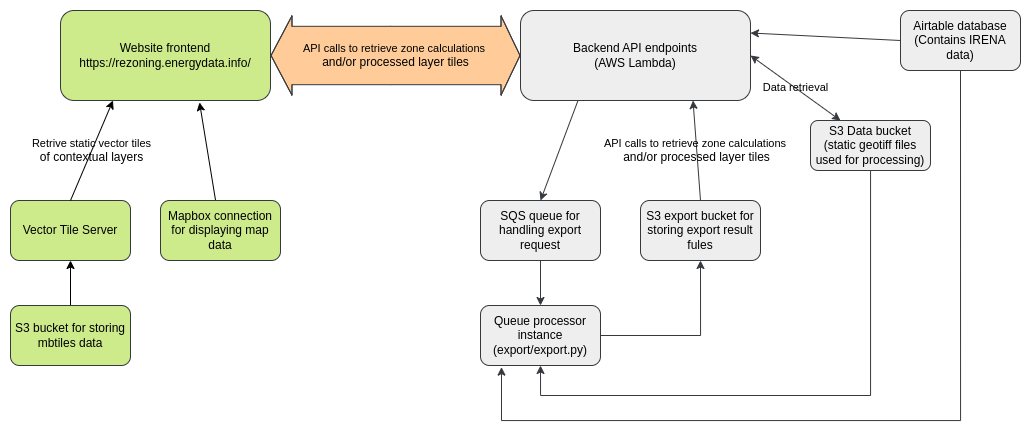 Website frontend
https://rezoning.energydata.info/
API calls to retrieve zone calculations
and/or processed layer tiles
Backend API endpoints
(AWS Lambda)
Airtable database
(Contains IRENA
data)
Data retrieval
S3 Data bucket
(static geotiff files
used for processing)
Retrive static vector tiles
of contextual layers
API calls to retrieve zone calculations
and/or processed layer tiles
Vector Tile Server
Mapbox connection
for displaying map
data
SQS queue for
handling export
request
S3 export bucket for
storing export result
fules
S3 bucket for storing
mbtiles data
Queue processor
instance
(export/export.py)